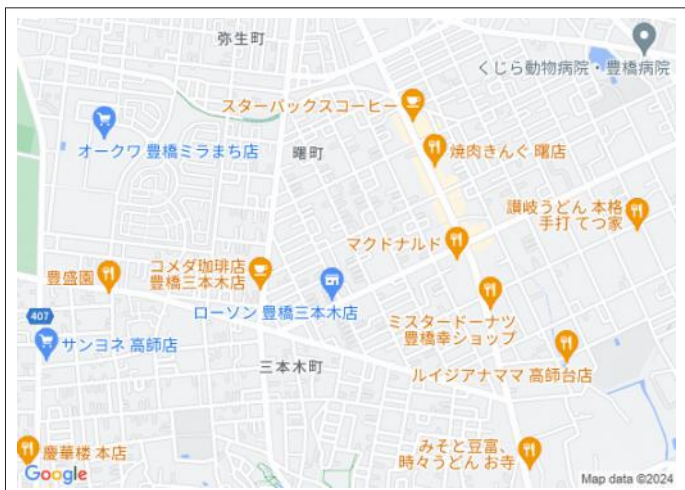 弥生町
くじら動物病院・豊橋病院
スターバックスコーヒー
オークワ 豊橋ミラまち店
曙町
焼肉きんぐ 曙店
讃岐うどん 本格
手打 てつ家
マクドナルド
コメダ珈琲店
豊橋三本木店
豊盛園
ローソン 豊橋三本木店
ミスタードーナツ
豊橋幸ショップ
407
サンヨネ 高師店
三本木町
ルイジアナママ 高師台店
慶華楼 本店
みそと豆富、
時々うどん お寺
Google
Map data ©2024